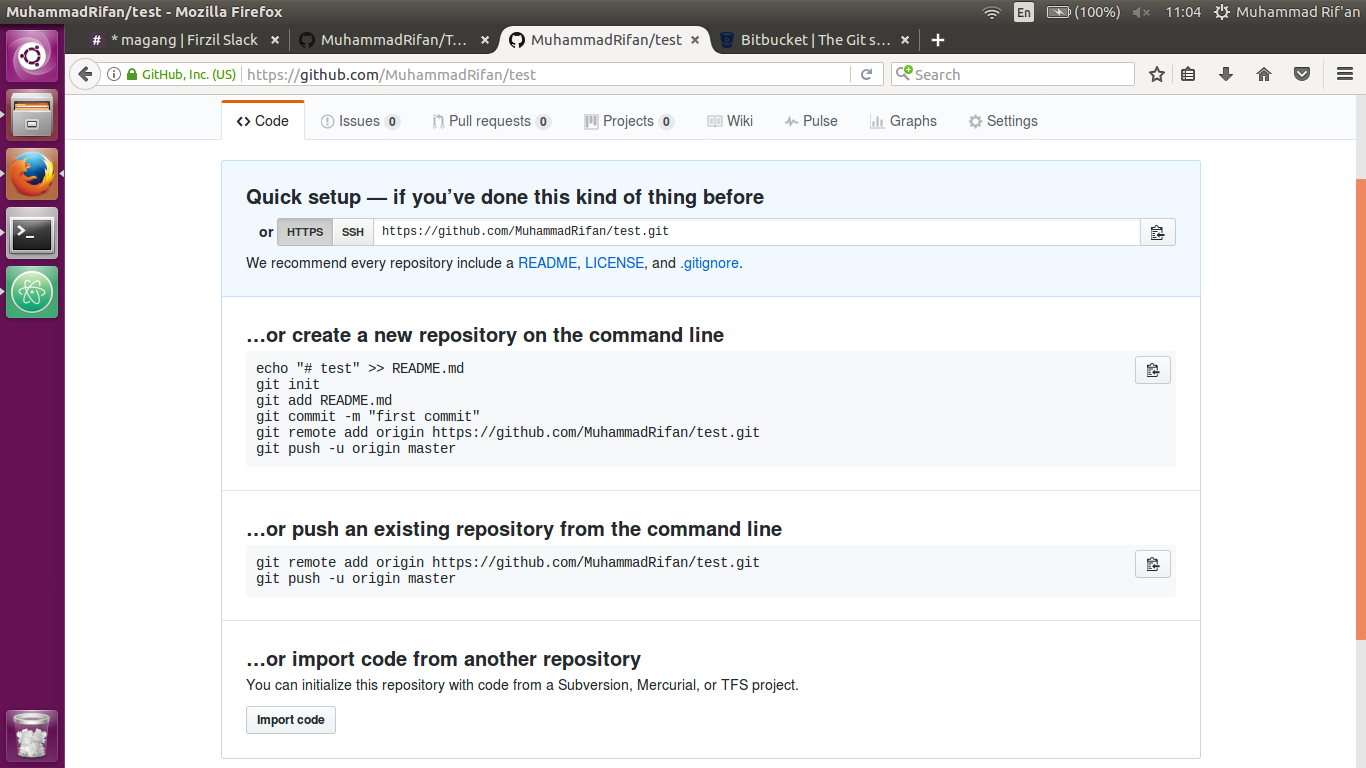 MuhammadRifan/test - Mozilla Firefox
En (100%) 11:04 Muhammad Rif'an
# * magang | Firzil Slack × MuhammadRifan/T... × MuhammadRifan/test × Bitbucket | The Git s... × +
GitHub, Inc. (US) https://github.com/MuhammadRifan/test Search
Code Issues 0 Pull requests 0 Projects 0 Wiki Pulse Graphs Settings
Quick setup — if you’ve done this kind of thing before
or HTTPS SSH https://github.com/MuhammadRifan/test.git
We recommend every repository include a README, LICENSE, and .gitignore.
…or create a new repository on the command line
echo "# test" >> README.md
git init
git add README.md
git commit -m "first commit"
git remote add origin https://github.com/MuhammadRifan/test.git
git push -u origin master
…or push an existing repository from the command line
git remote add origin https://github.com/MuhammadRifan/test.git
git push -u origin master
…or import code from another repository
You can initialize this repository with code from a Subversion, Mercurial, or TFS project.
Import code